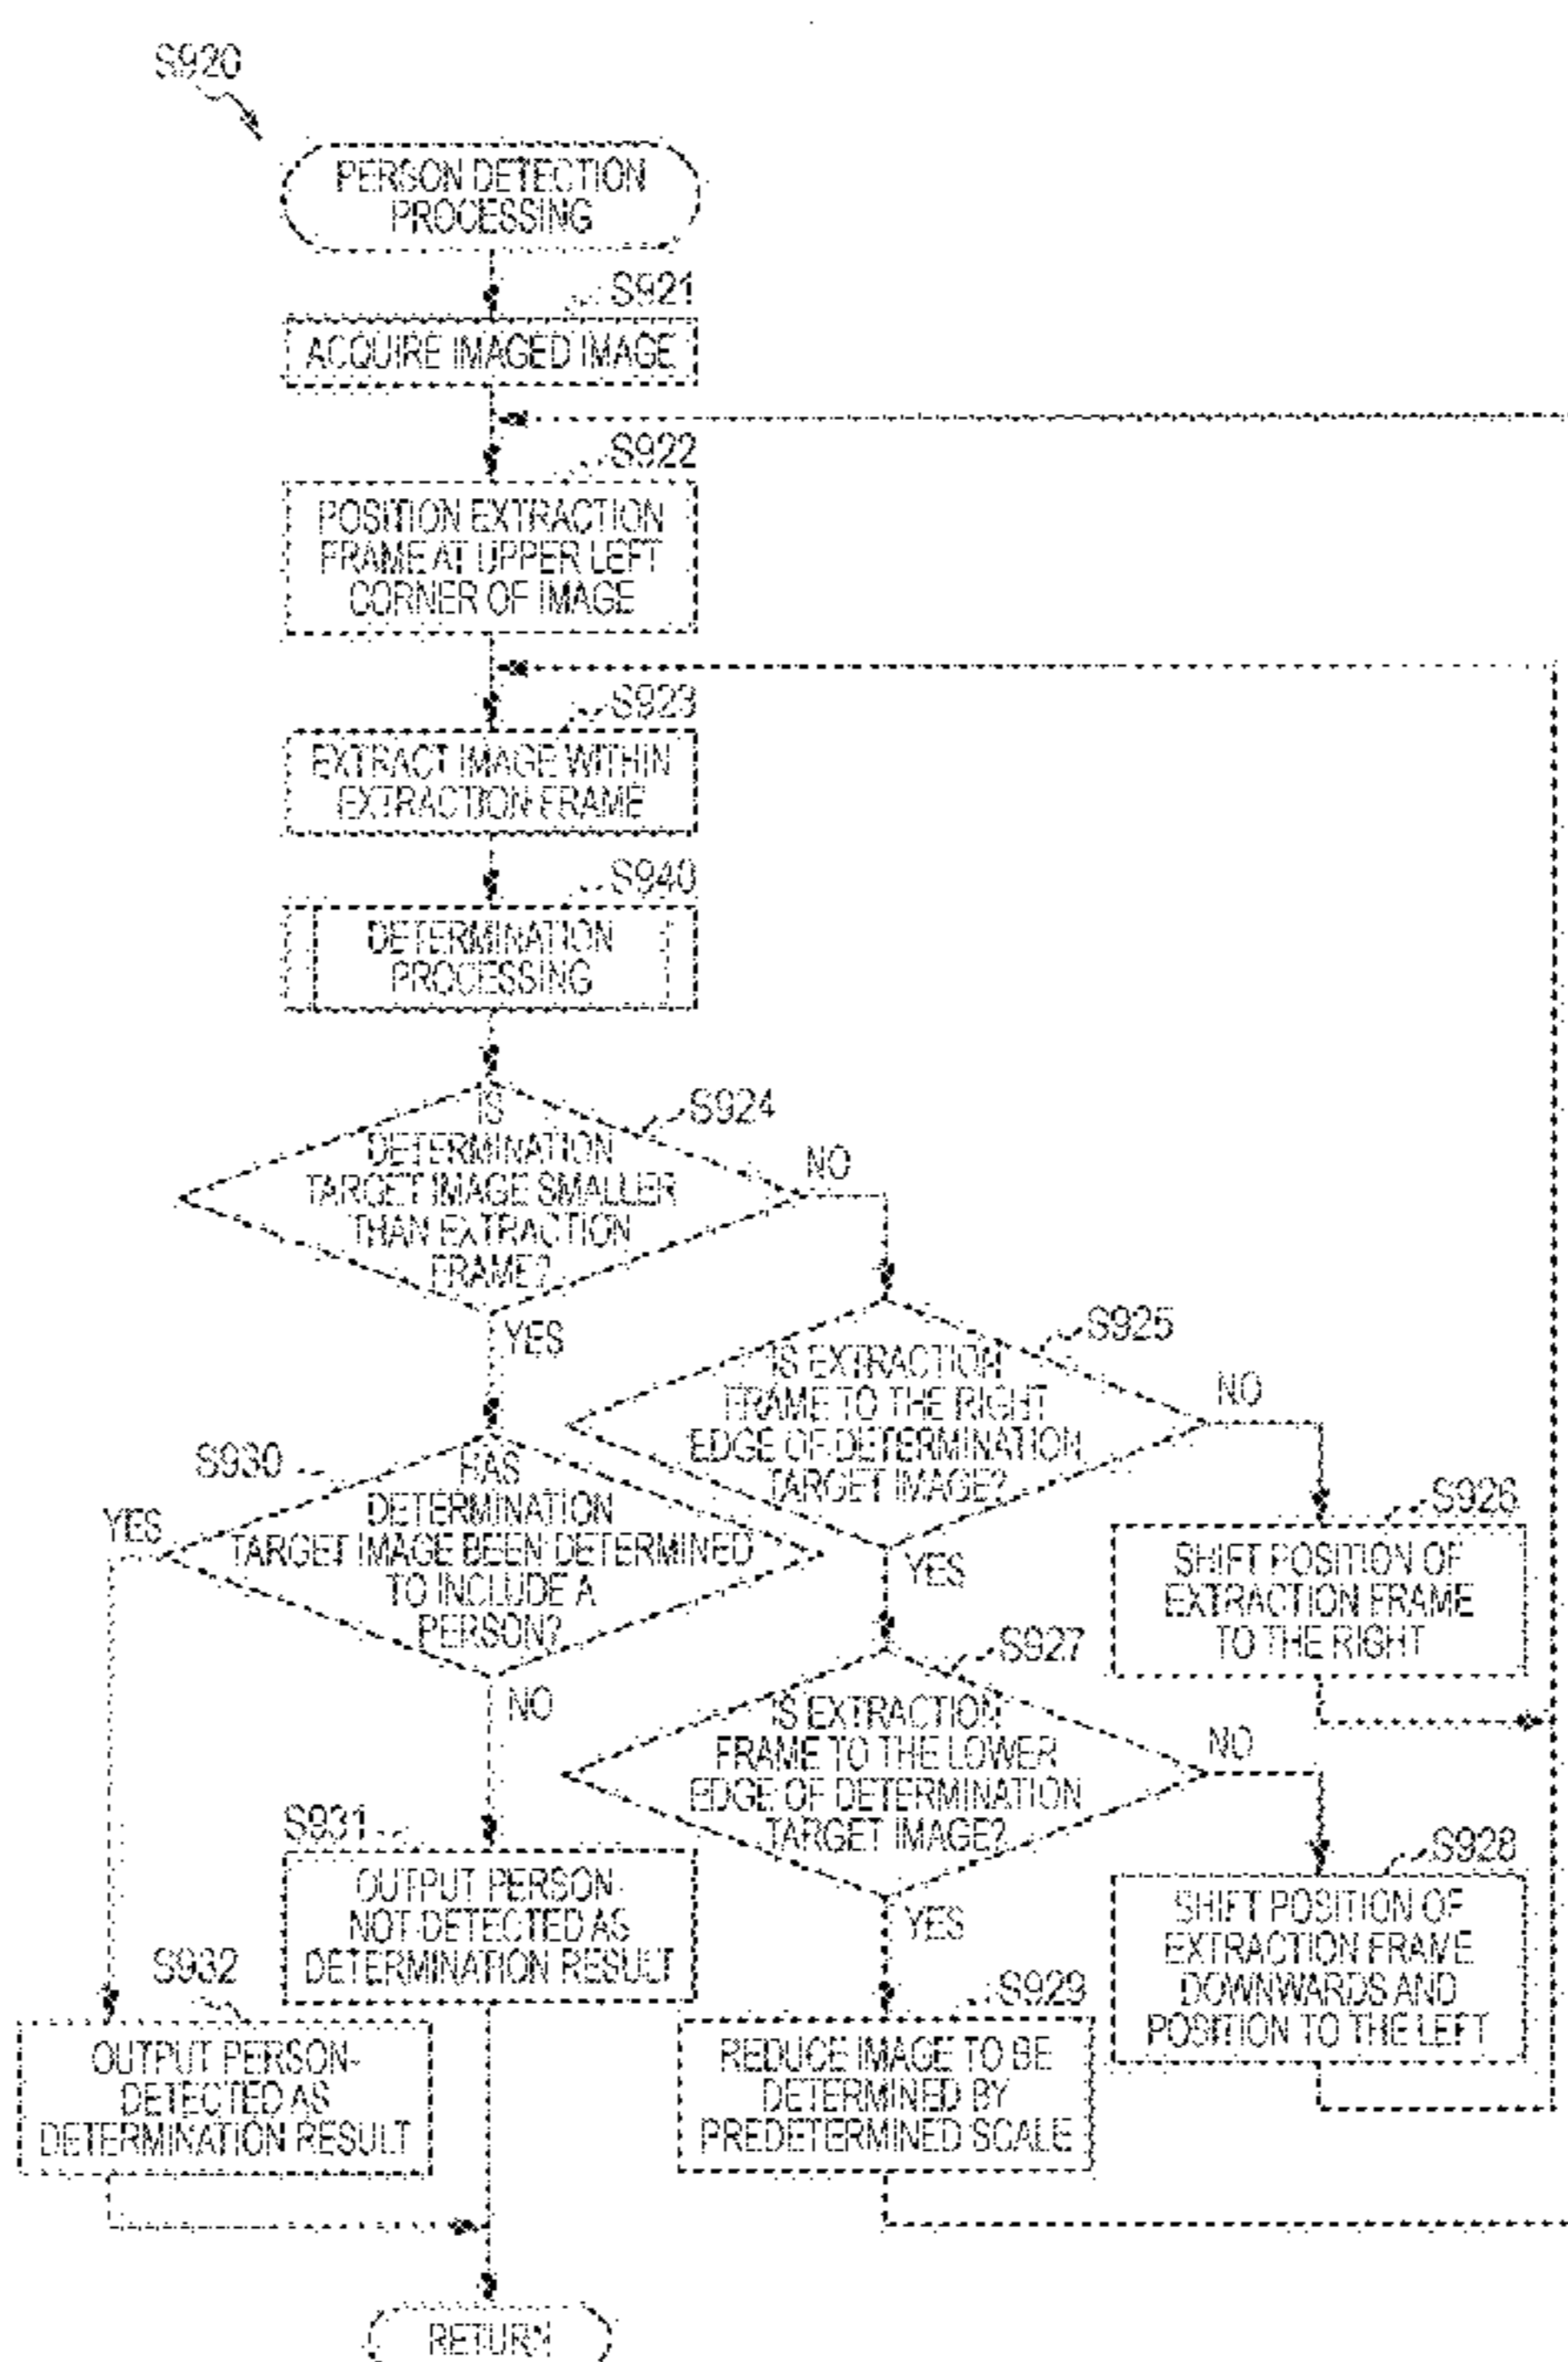 S920
PERSON DETECTION
PROCESSING
S921
ACQUIRE IMAGED IMAGE
S922
POSITION EXTRACTION
FRAME AT UPPER LEFT
CORNER OF IMAGE
S923
EXTRACT IMAGE WITHIN
EXTRACTION FRAME
S940
DETERMINATION
PROCESSING
S924
IS
DETERMINATION
TARGET IMAGE SMALLER
THAN EXTRACTION
FRAME?
NO
YES
S925
IS EXTRACTION
FRAME TO THE RIGHT
EDGE OF DETERMINATION
TARGET IMAGE?
NO
YES
S930
HAS
DETERMINATION
TARGET IMAGE BEEN DETERMINED
TO INCLUDE A
PERSON?
YES
NO
S926
SHIFT POSITION OF
EXTRACTION FRAME
TO THE RIGHT
S927
IS EXTRACTION
FRAME TO THE LOWER
EDGE OF DETERMINATION
TARGET IMAGE?
NO
YES
S931
OUTPUT PERSON-
NOT-DETECTED AS
DETERMINATION RESULT
S928
SHIFT POSITION OF
EXTRACTION FRAME
DOWNWARDS AND
POSITION TO THE LEFT
S932
OUTPUT PERSON-
DETECTED AS
DETERMINATION RESULT
S929
REDUCE IMAGE TO BE
DETERMINED BY
PREDETERMINED SCALE
RETURN